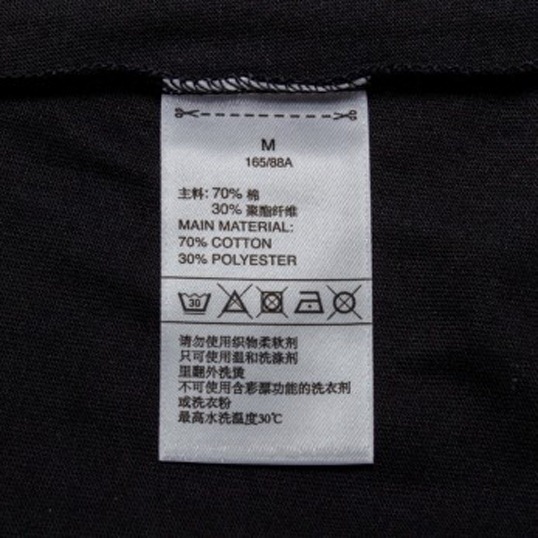 M
165/88A
主料: 70% 棉
30% 聚酯纤维
MAIN MATERIAL:
70% COTTON
30% POLYESTER
30
请勿使用织物柔软剂
只可使用温和洗涤剂
里翻外洗烫
不可使用含彩漂功能的洗衣剂
或洗衣粉
最高水洗温度30℃